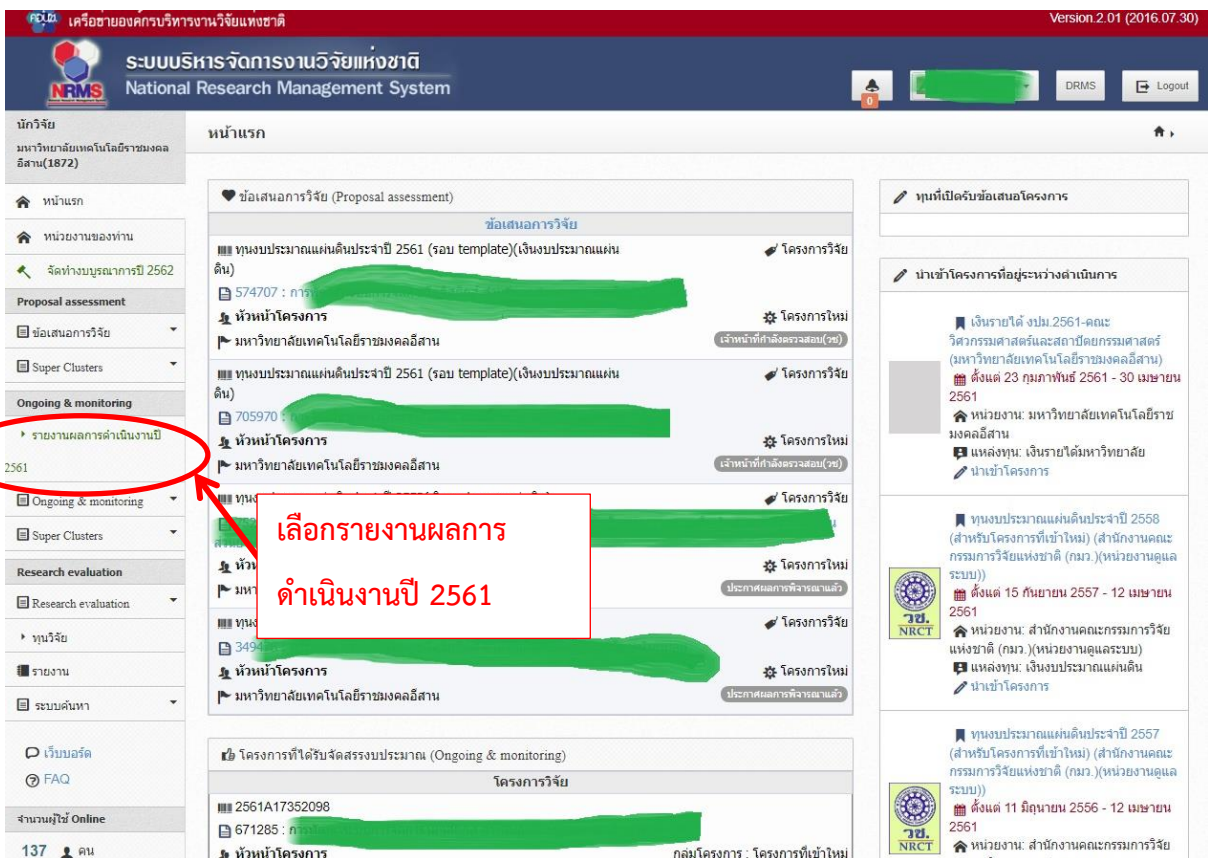 เครือข่ายองค์กรบริหารงานวิจัยแห่งชาติ
Version.2.01 (2016.07.30)
ระบบบริหารจัดการงานวิจัยแห่งชาติ
NRMS
National Research Management System
0
DRMS
Logout
นักวิจัย
มหาวิทยาลัยเทคโนโลยีราชมงคล
อีสาน(1872)
หน้าแรก
หน่วยงานของท่าน
จัดทำงบบูรณาการปี 2562
Proposal assessment
ข้อเสนอการวิจัย
Super Clusters
Ongoing & monitoring
รายงานผลการดำเนินงานปี
2561
Ongoing & monitoring
Super Clusters
Research evaluation
Research evaluation
ทุนวิจัย
รายงาน
ระบบค้นหา
เว็บบอร์ด
FAQ
จำนวนผู้ใช้ Online
137 คน
หน้าแรก
ข้อเสนอการวิจัย (Proposal assessment)
ข้อเสนอการวิจัย
ทุนงบประมาณแผ่นดินประจำปี 2561 (รอบ template)(เงินงบประมาณแผ่น
ดิน)
โครงการวิจัย
574707 :
หัวหน้าโครงการ
โครงการใหม่
มหาวิทยาลัยเทคโนโลยีราชมงคลอีสาน
เจ้าหน้าที่กำลังตรวจสอบ(วช)
ทุนงบประมาณแผ่นดินประจำปี 2561 (รอบ template)(เงินงบประมาณแผ่น
ดิน)
โครงการวิจัย
705970 :
หัวหน้าโครงการ
โครงการใหม่
มหาวิทยาลัยเทคโนโลยีราชมงคลอีสาน
เจ้าหน้าที่กำลังตรวจสอบ(วช)
โครงการวิจัย
โครงการใหม่
ประกาศผลการพิจารณาแล้ว
เลือกรายงานผลการ
ดำเนินงานปี 2561
โครงการวิจัย
หัวหน้าโครงการ
โครงการใหม่
มหาวิทยาลัยเทคโนโลยีราชมงคลอีสาน
ประกาศผลการพิจารณาแล้ว
โครงการที่ได้รับจัดสรรงบประมาณ (Ongoing & monitoring)
โครงการวิจัย
2561A17352098
671285 :
หัวหน้าโครงการ
กลุ่มโครงการ : โครงการที่เข้าใหม่
ทุนที่เปิดรับข้อเสนอโครงการ
นำเข้าโครงการที่อยู่ระหว่างดำเนินการ
เงินรายได้ งปม.2561-คณะ
วิศวกรรมศาสตร์และสถาปัตยกรรมศาสตร์
(มหาวิทยาลัยเทคโนโลยีราชมงคลอีสาน)
ตั้งแต่ 23 กุมภาพันธ์ 2561 - 30 เมษายน
2561
หน่วยงาน: มหาวิทยาลัยเทคโนโลยีราช
มงคลอีสาน
แหล่งทุน: เงินรายได้มหาวิทยาลัย
นำเข้าโครงการ
ทุนงบประมาณแผ่นดินประจำปี 2558
(สำหรับโครงการที่เข้าใหม่) (สำนักงานคณะ
กรรมการวิจัยแห่งชาติ (กมว.)(หน่วยงานดูแล
ระบบ))
ตั้งแต่ 15 กันยายน 2557 - 12 เมษายน
2561
วช.
NRCT
หน่วยงาน: สำนักงานคณะกรรมการวิจัย
แห่งชาติ (กมว.)(หน่วยงานดูแลระบบ)
แหล่งทุน: เงินงบประมาณแผ่นดิน
นำเข้าโครงการ
ทุนงบประมาณแผ่นดินประจำปี 2557
(สำหรับโครงการที่เข้าใหม่) (สำนักงานคณะ
กรรมการวิจัยแห่งชาติ (กมว.)(หน่วยงานดูแล
ระบบ))
ตั้งแต่ 11 มิถุนายน 2556 - 12 เมษายน
2561
วช.
NRCT
หน่วยงาน: สำนักงานคณะกรรมการวิจัย